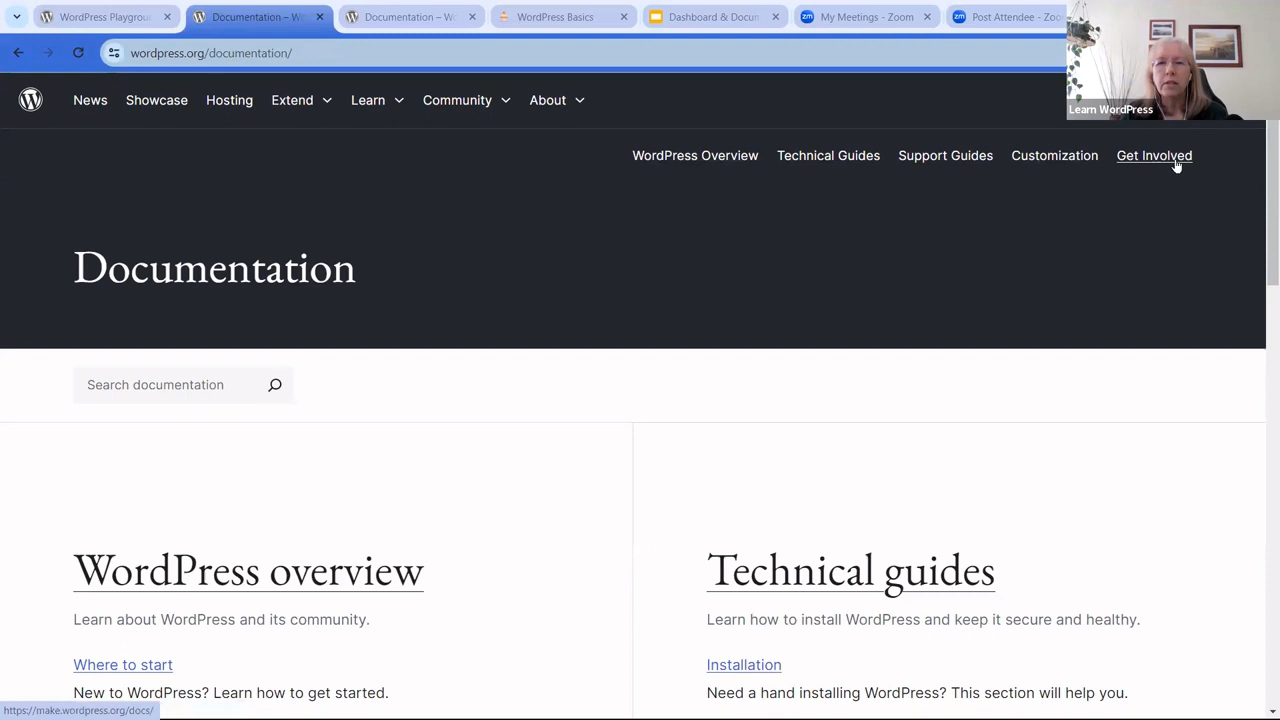 WordPress Playgrou
Documentation – W
Documentation – W
WordPress Basics
Dashboard & Docum
My Meetings - Zoom
Post Attendee - Zoo
wordpress.org/documentation/
Learn WordPress
News Showcase Hosting Extend Learn Community About
WordPress Overview Technical Guides Support Guides Customization Get Involved
Documentation
Search documentation
WordPress overview
Learn about WordPress and its community.
Where to start
New to WordPress? Learn how to get started.
Technical guides
Learn how to install WordPress and keep it secure and healthy.
Installation
Need a hand installing WordPress? This section will help you.
https://make.wordpress.org/docs/